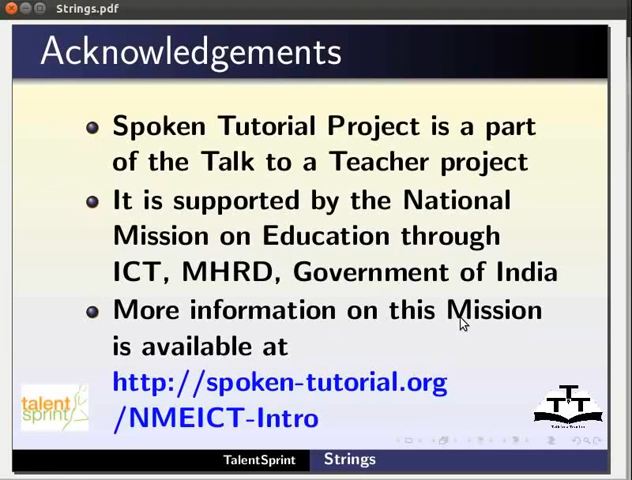 Strings.pdf
Acknowledgements
Spoken Tutorial Project is a part
of the Talk to a Teacher project
It is supported by the National
Mission on Education through
ICT, MHRD, Government of India
More information on this Mission
is available at
http://spoken-tutorial.org
/NMEICT-Intro
talent
sprint
TTT
TalentSprint Strings